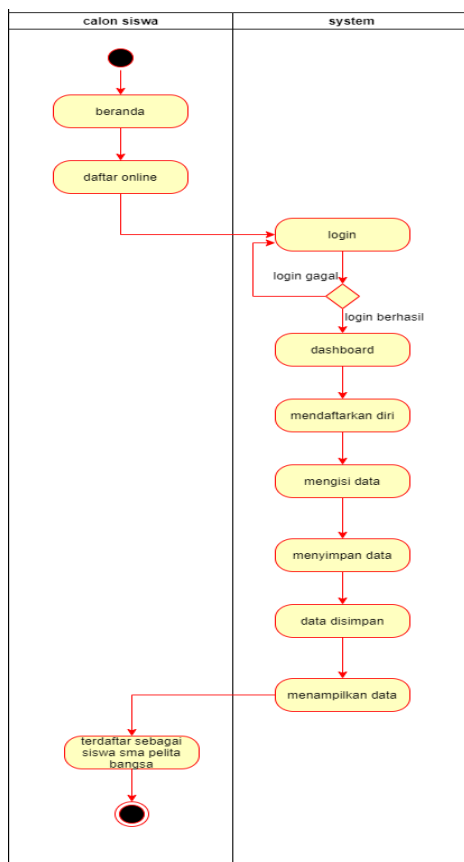 calon siswa
system
beranda
daftar online
login
login gagal
login berhasil
dashboard
mendaftarkan diri
mengisi data
menyimpan data
data disimpan
menampilkan data
terdaftar sebagai
siswa sma pelita
bangsa